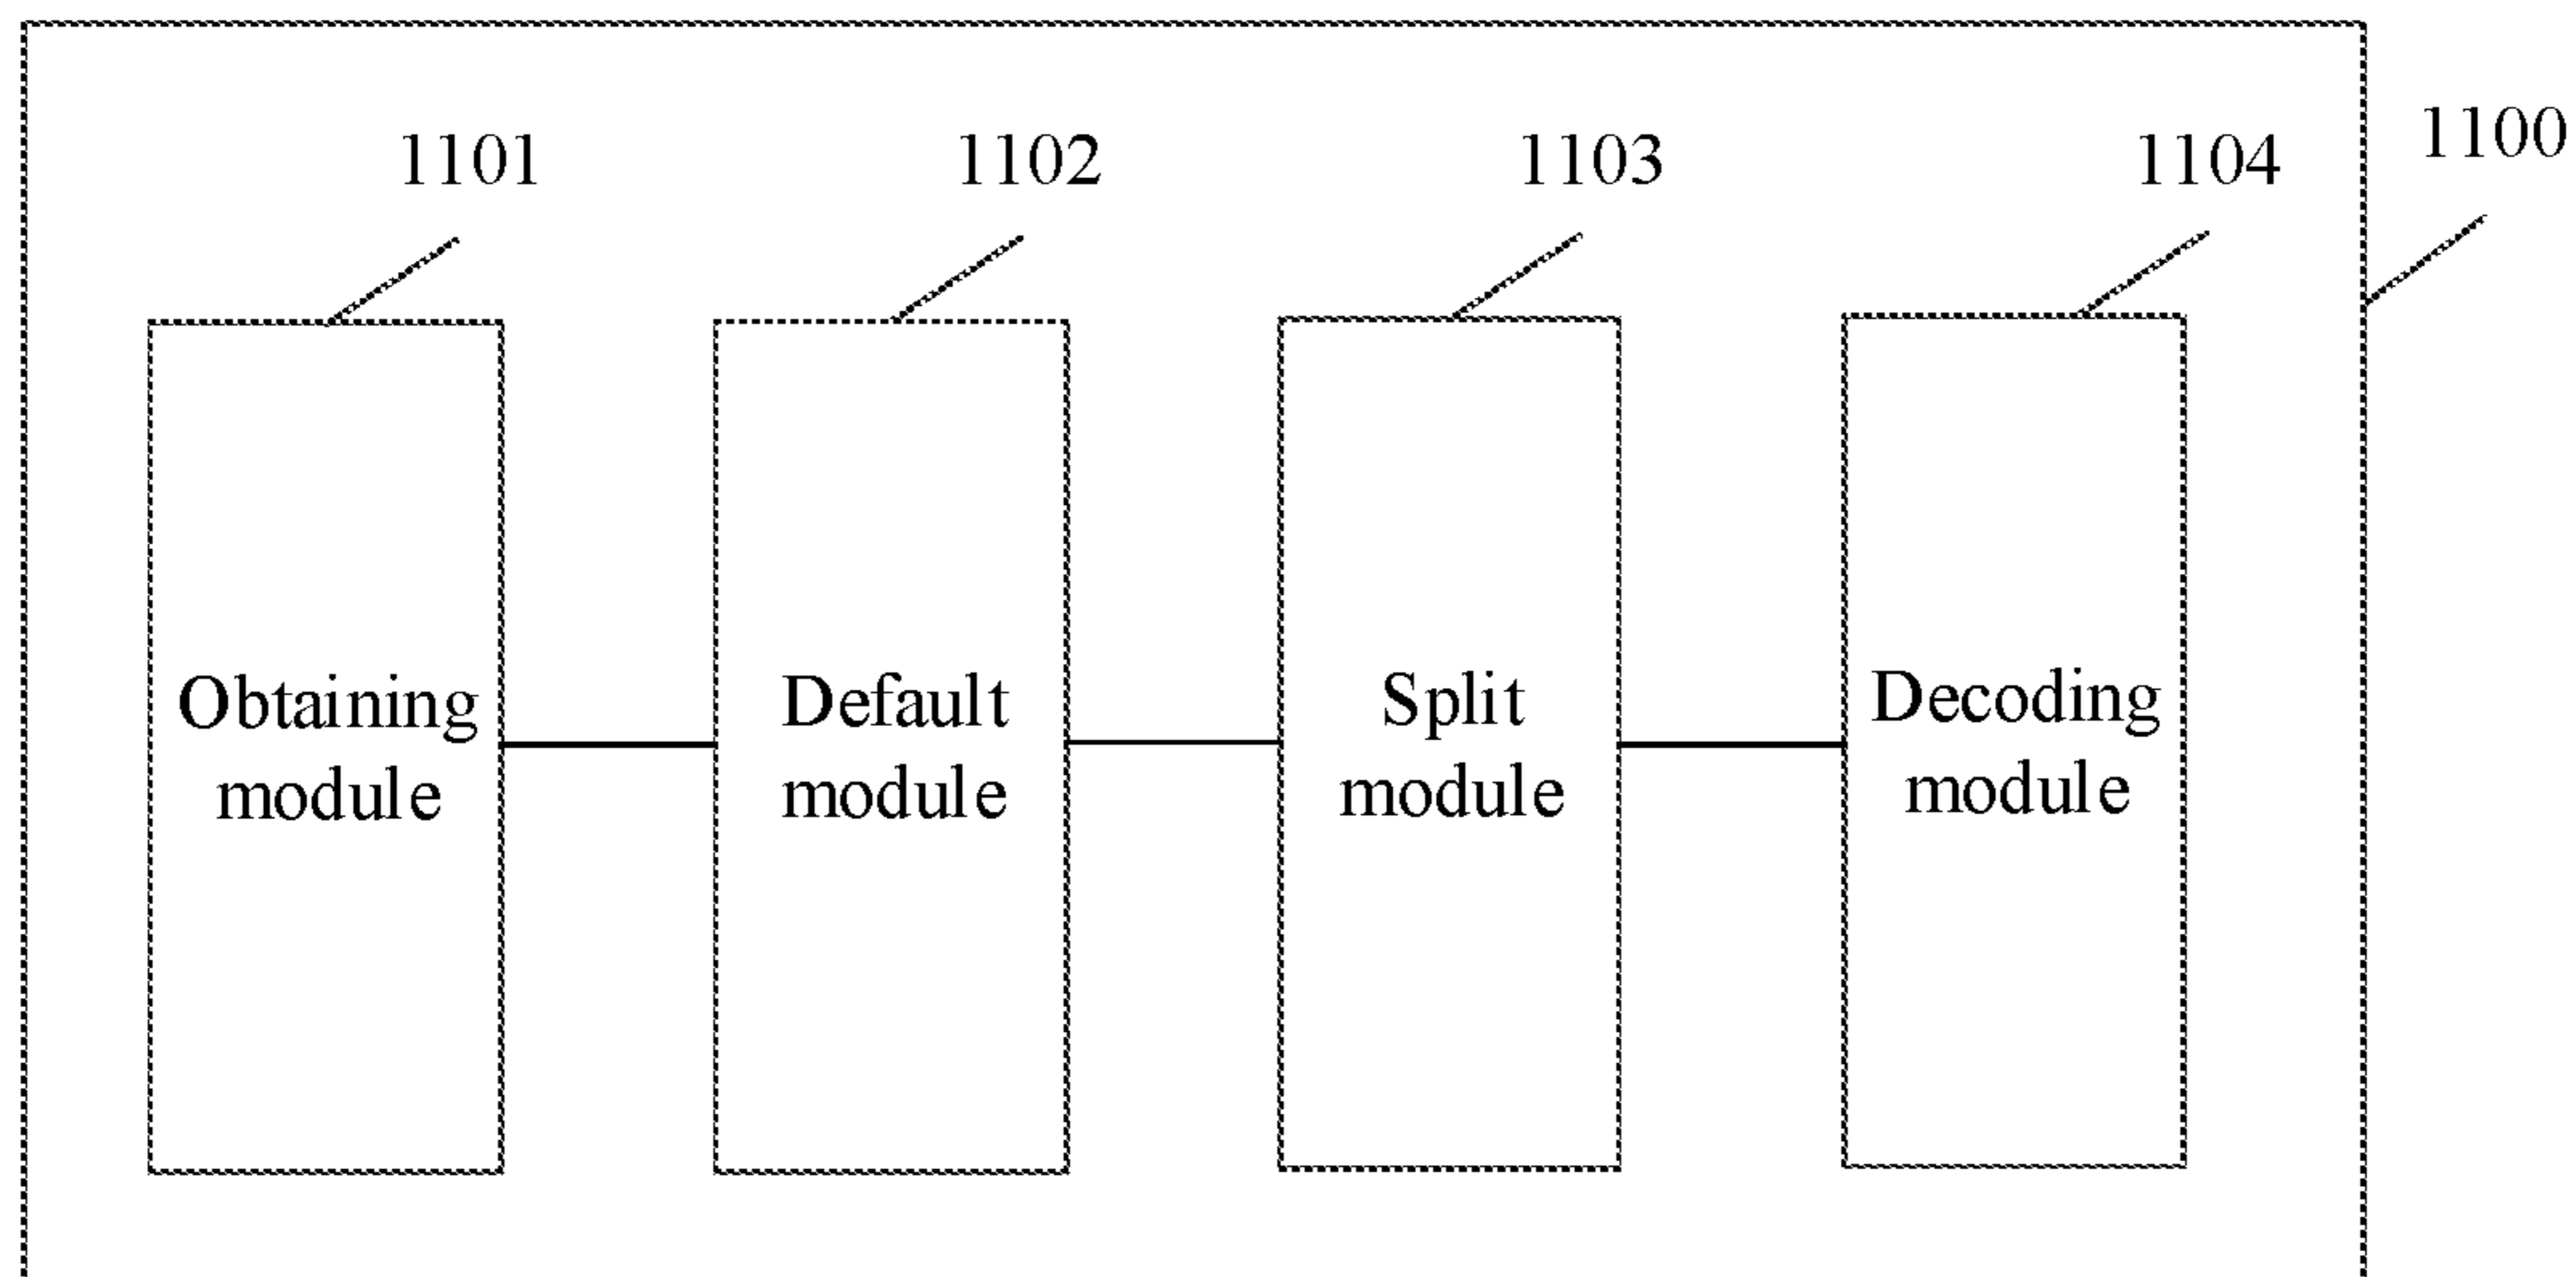 1100
1101
1102
1103
1104
Obtaining
module
Default
module
Split
module
Decoding
module